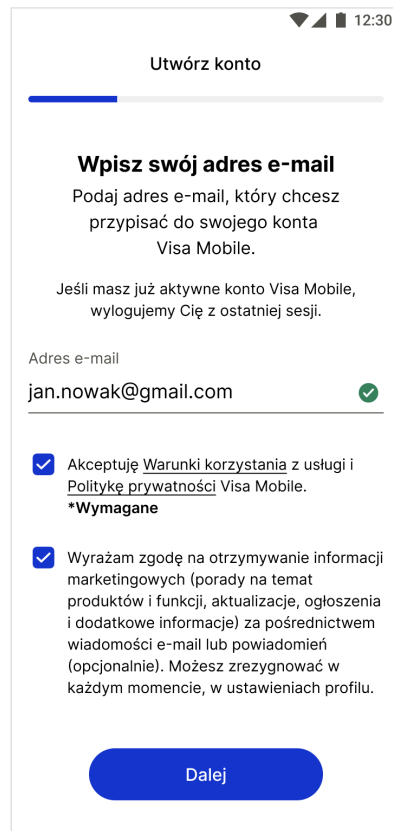 12:30
Utwórz konto
Wpisz swój adres e-mail
Podaj adres e-mail, który chcesz
przypisać do swojego konta
Visa Mobile.
Jeśli masz już aktywne konto Visa Mobile,
wylogujemy Cię z ostatniej sesji.
Adres e-mail
jan.nowak@gmail.com
Akceptuję Warunki korzystania z usługi i
Politykę prywatności Visa Mobile.
*Wymagane
Wyrażam zgodę na otrzymywanie informacji
marketingowych (porady na temat
produktów i funkcji, aktualizacje, ogłoszenia
i dodatkowe informacje) za pośrednictwem
wiadomości e-mail lub powiadomień
(opcjonalnie). Możesz zrezygnować w
każdym momencie, w ustawieniach profilu.
Dalej